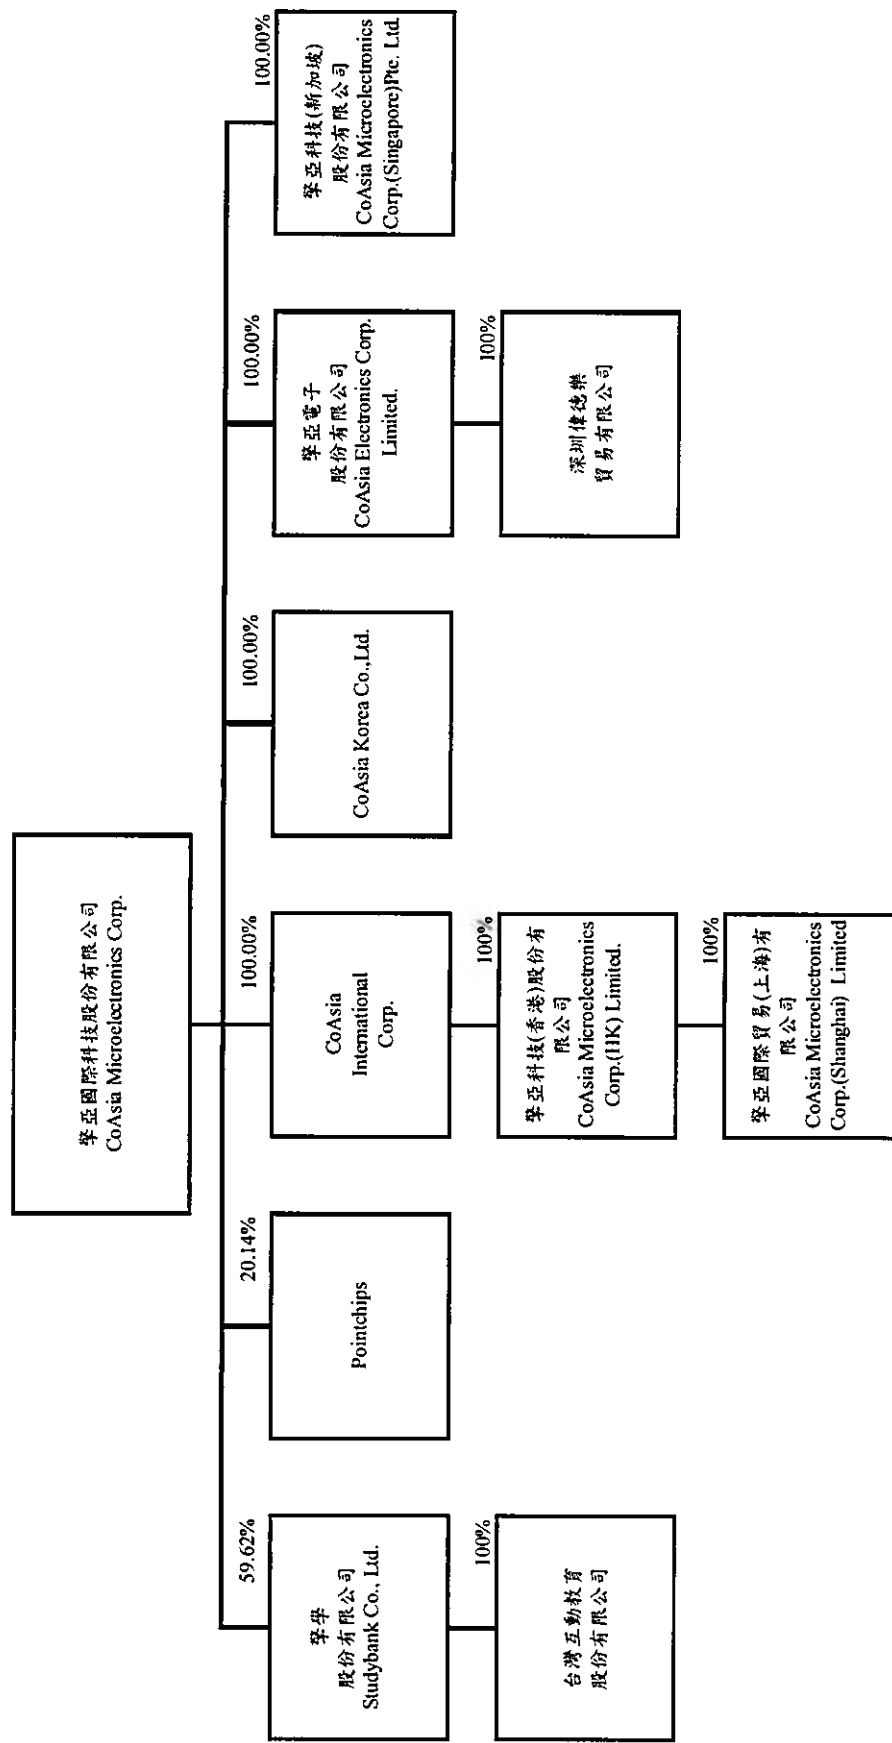 擎亞國際科技股份有限公司
CoAsia Microelectronics Corp.
59.62%
擎學
股份有限公司
Studybank Co., Ltd.
20.14%
Pointchips
100.00%
CoAsia
International
Corp.
100.00%
CoAsia Korea Co.,Ltd.
100.00%
擎亞電子
股份有限公司
CoAsia Electronics Corp.
Limited.
100.00%
擎亞科技(新加坡)
股份有限公司
CoAsia Microelectronics
Corp.(Singapore)Pte. Ltd.
100%
台灣互動教育
股份有限公司
100%
擎亞科技(香港)股份有
限公司
CoAsia Microelectronics
Corp.(HK) Limited.
100%
深圳偉德樂
貿易有限公司
100%
擎亞國際貿易(上海)有
限公司
CoAsia Microelectronics
Corp.(Shanghai) Limited